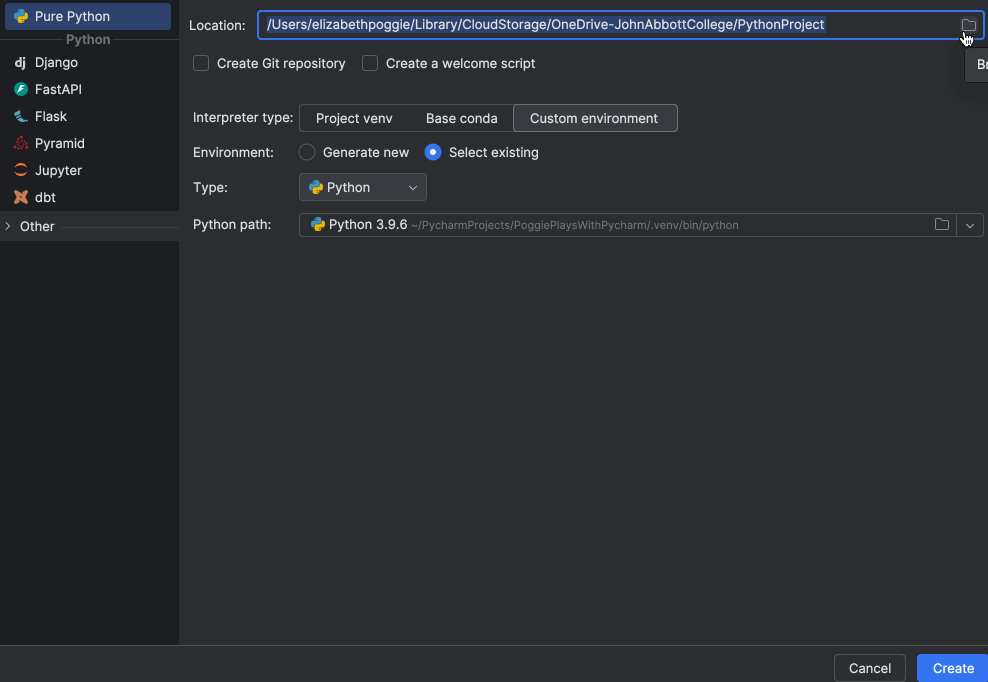 Pure Python
Python
dj Django
FastAPI
Flask
Pyramid
Jupyter
dbt
Other
Location: /Users/elizabethpoggie/Library/CloudStorage/OneDrive-JohnAbbottCollege/PythonProject
Br
Create Git repository Create a welcome script
Interpreter type: Project venv Base conda Custom environment
Environment: Generate new Select existing
Type: Python
Python path: Python 3.9.6 ~/PycharmProjects/PoggiePlaysWithPycharm/.venv/bin/python
Cancel Create